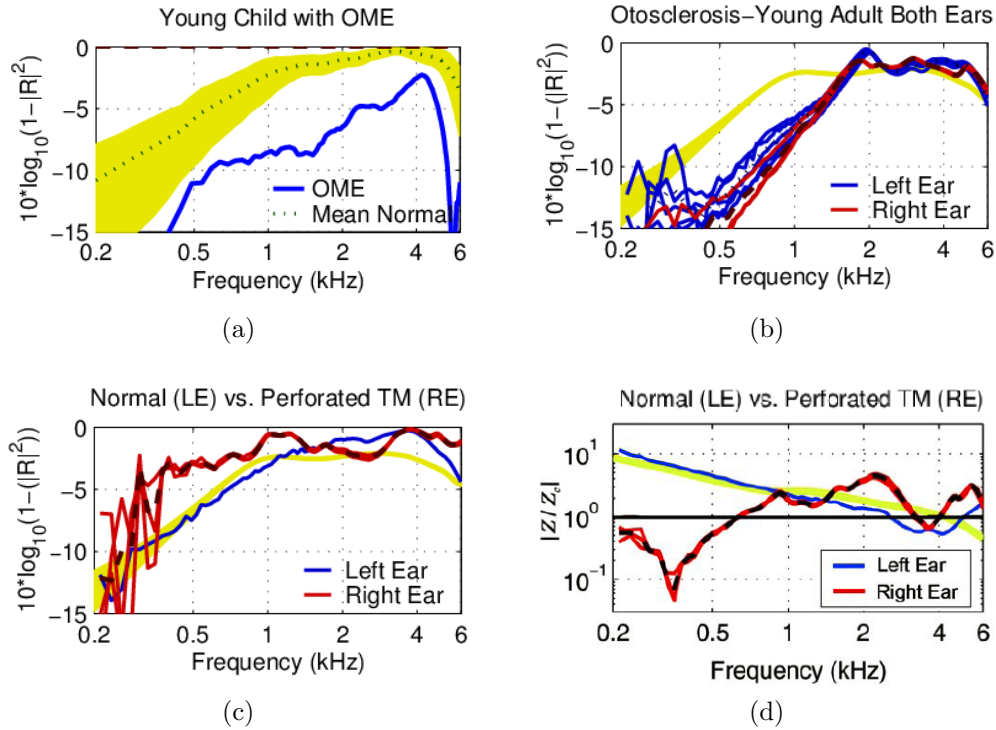 Young Child with OME
10*log10(1-|R|^2)
0
-5
-10
-15
OME
Mean Normal
0.2 0.5 1 2 4 6
Frequency (kHz)
(a)
Otosclerosis-Young Adult Both Ears
10*log10(1-(|R|^2))
0
-5
-10
-15
Left Ear
Right Ear
0.2 0.5 1 2 4 6
Frequency (kHz)
(b)
Normal (LE) vs. Perforated TM (RE)
10*log10(1-(|R|^2))
0
-5
-10
-15
Left Ear
Right Ear
0.2 0.5 1 2 4 6
Frequency (kHz)
(c)
Normal (LE) vs. Perforated TM (RE)
|Z/Zc|
10^1
10^0
10^-1
Left Ear
Right Ear
0.2 0.5 1 2 4 6
Frequency (kHz)
(d)